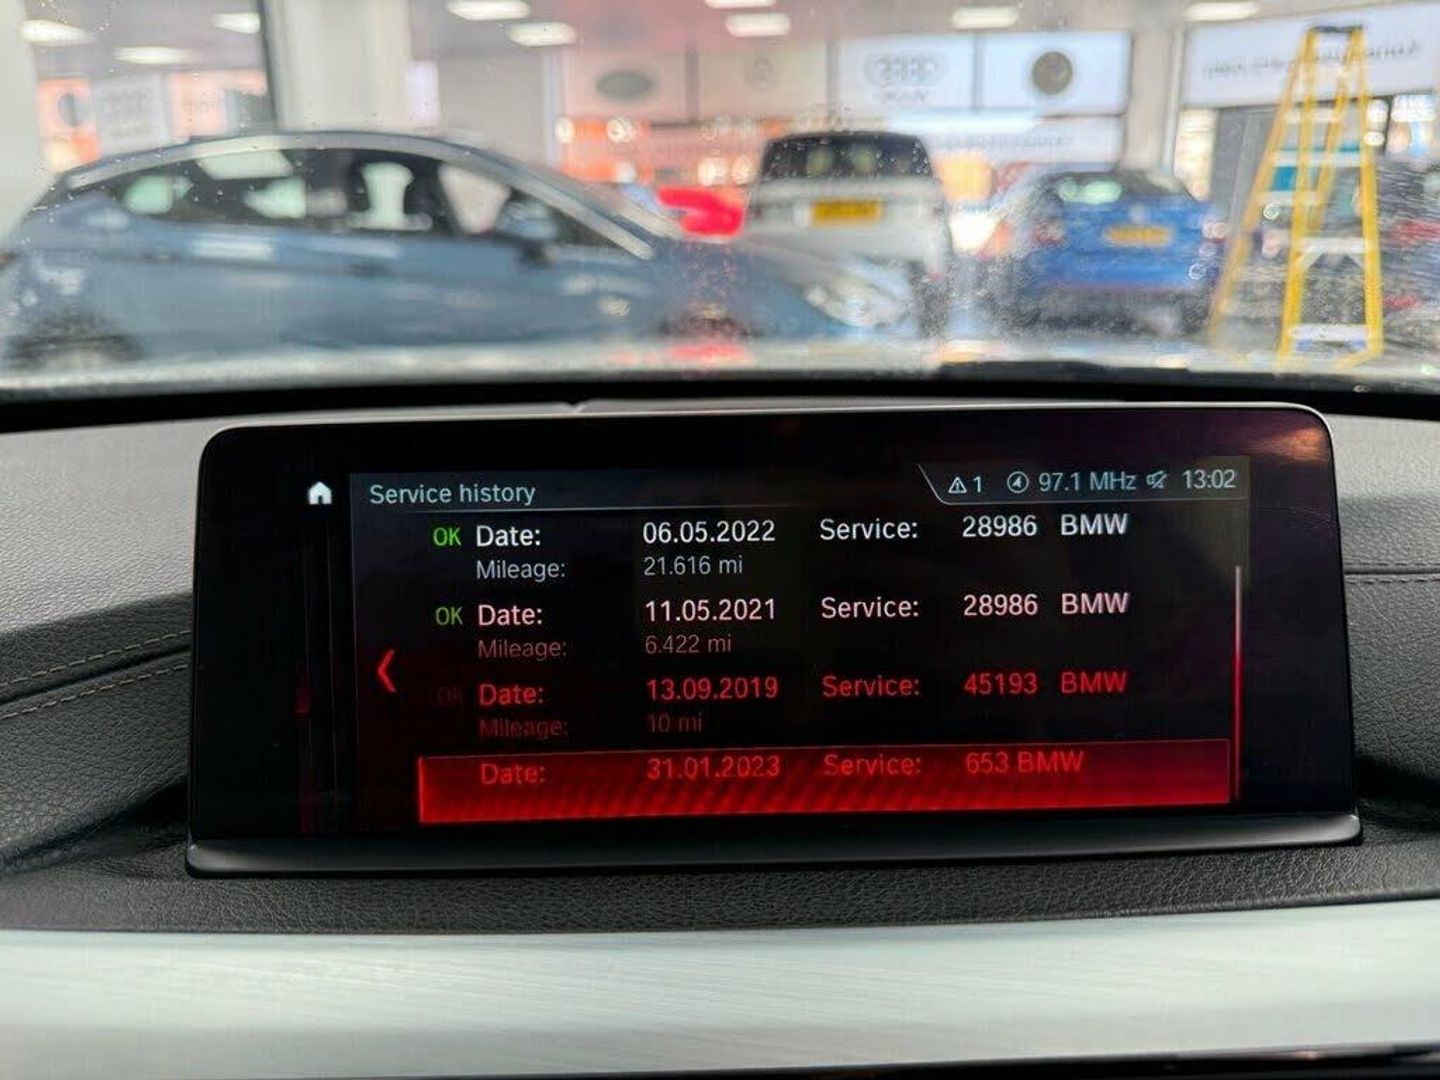 Service history
1 97.1 MHz 13:02
OK Date: 06.05.2022 Service: 28986 BMW
Mileage: 21.616 mi
OK Date: 11.05.2021 Service: 28986 BMW
Mileage: 6.422 mi
OK Date: 13.09.2019 Service: 45193 BMW
Mileage: 10 mi
Date: 31.01.2023 Service: 653 BMW